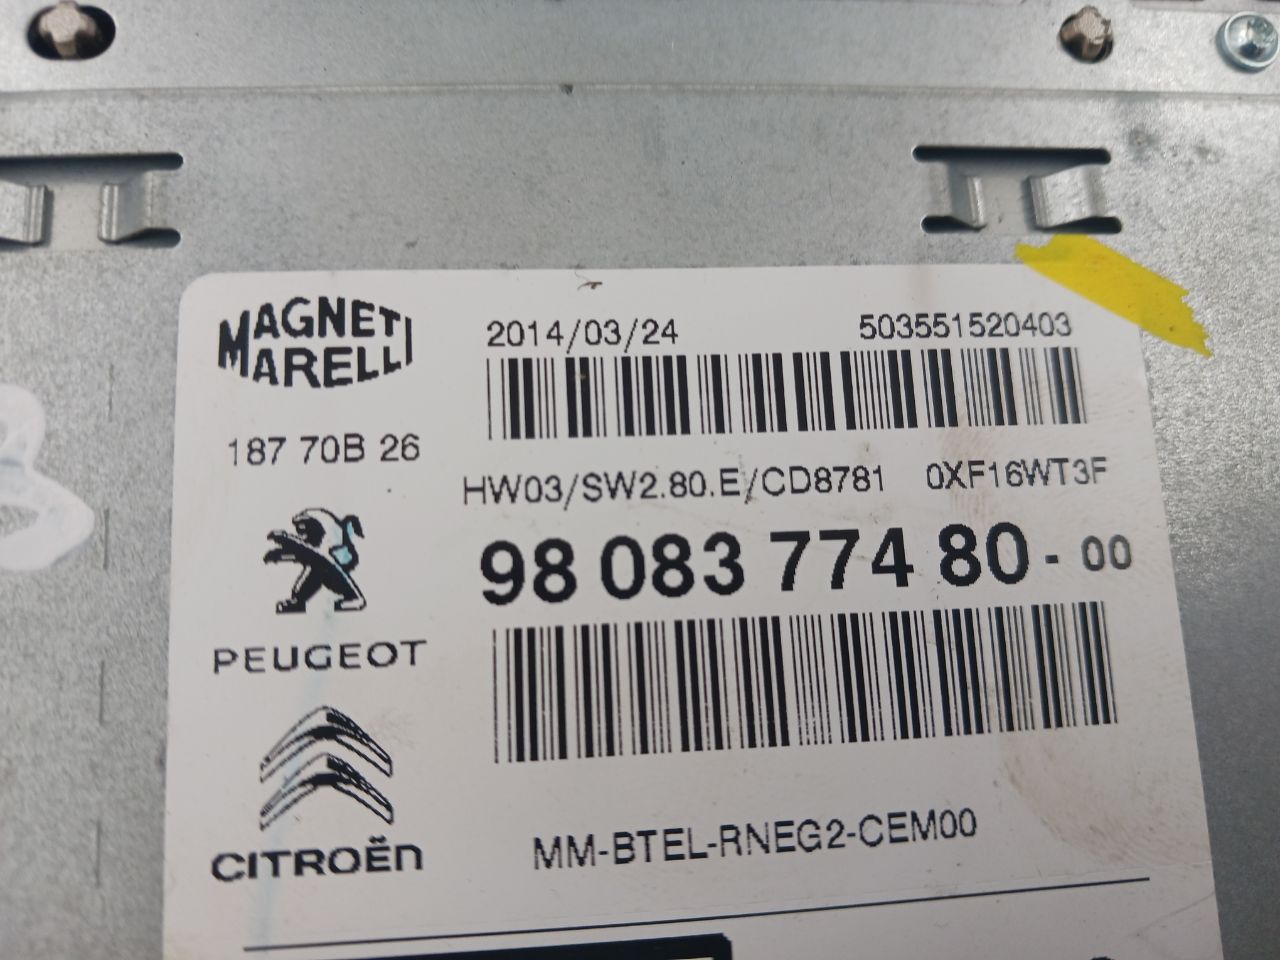 MAGNETI
MARELLI
2014/03/24
503551520403
187 70B 26
HW03/SW2.80.E/CD8781 0XF16WT3F
98 083 774 80 - 00
PEUGEOT
CITROËN
MM-BTEL-RNEG2-CEM00